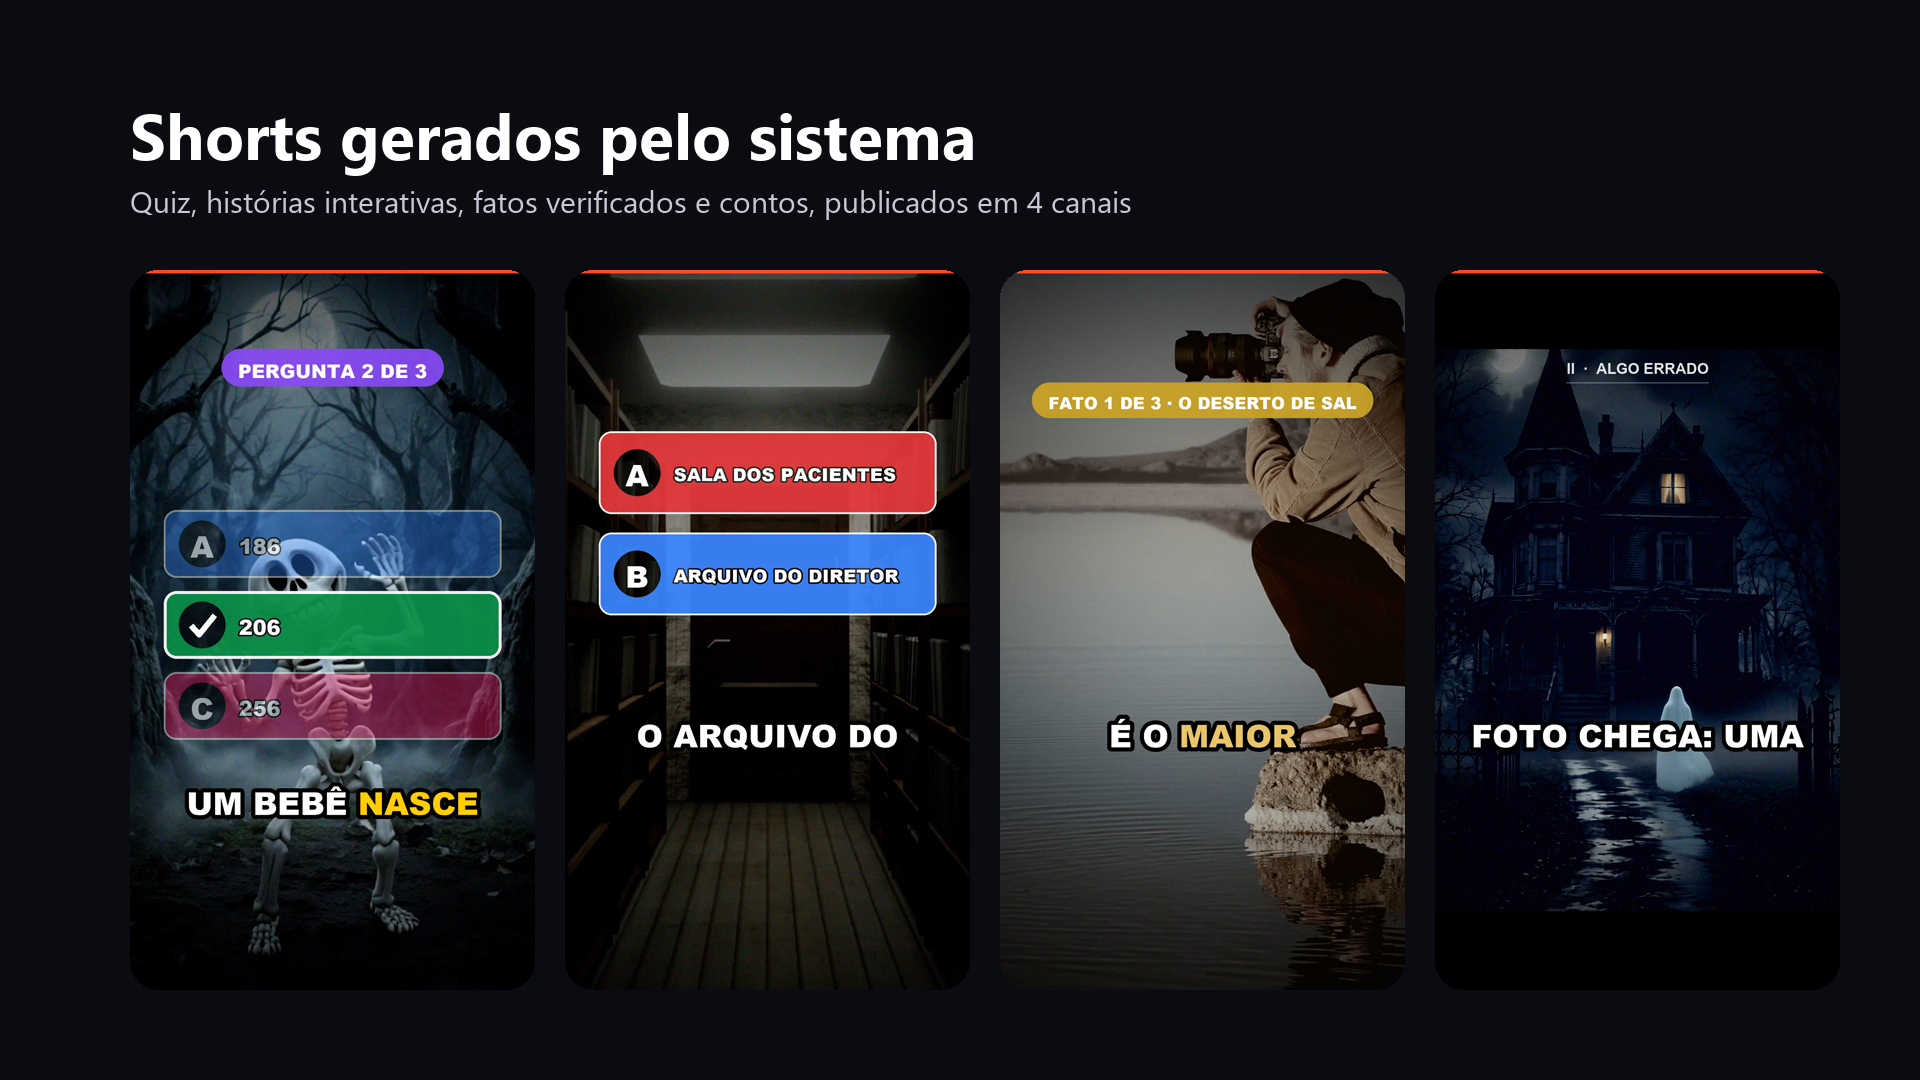 Shorts gerados pelo sistema
Quiz, histórias interativas, fatos verificados e contos, publicados em 4 canais
PERGUNTA 2 DE 3
A 186
206
C 256
UM BEBÊ NASCE
A SALA DOS PACIENTES
B ARQUIVO DO DIRETOR
O ARQUIVO DO
FATO 1 DE 3 · O DESERTO DE SAL
É O MAIOR
II · ALGO ERRADO
FOTO CHEGA: UMA